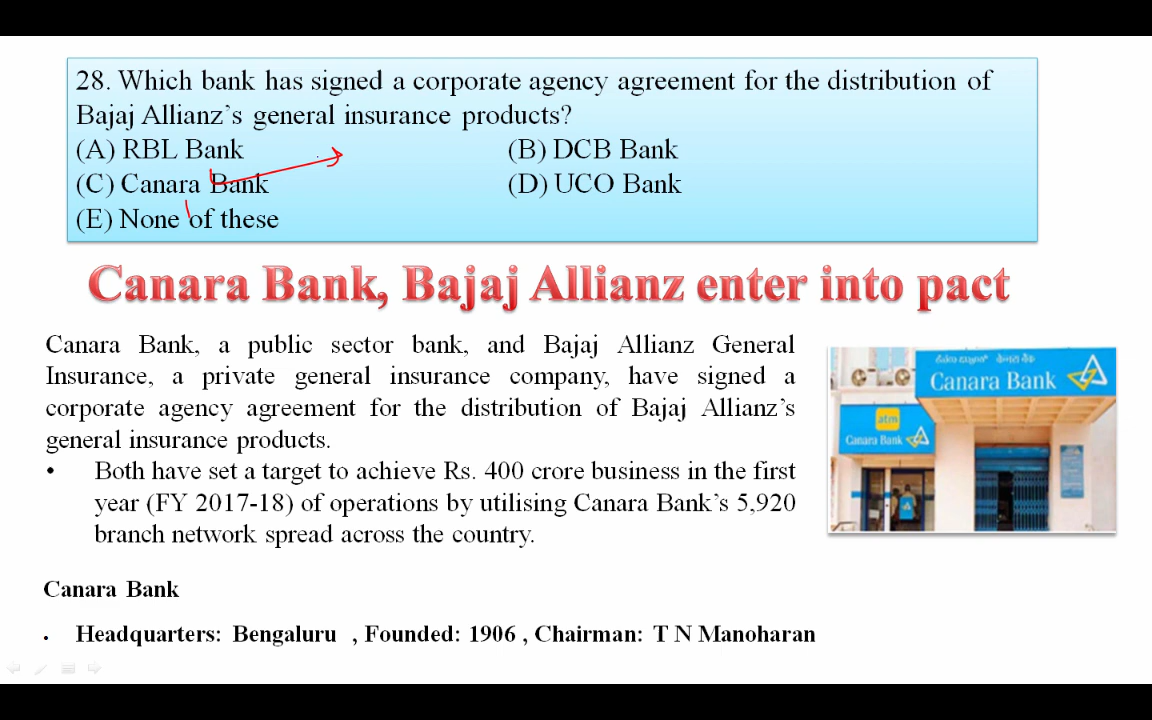 28. Which bank has signed a corporate agency agreement for the distribution of
Bajaj Allianz’s general insurance products?
(A) RBL Bank (B) DCB Bank
(C) Canara Bank (D) UCO Bank
(E) None of these
Canara Bank, Bajaj Allianz enter into pact
Canara Bank, a public sector bank, and Bajaj Allianz General
Insurance, a private general insurance company, have signed a
corporate agency agreement for the distribution of Bajaj Allianz’s
general insurance products.
• Both have set a target to achieve Rs. 400 crore business in the first
year (FY 2017-18) of operations by utilising Canara Bank’s 5,920
branch network spread across the country.
Canara Bank
atm
Canara Bank
Canara Bank
• Headquarters: Bengaluru , Founded: 1906 , Chairman: T N Manoharan